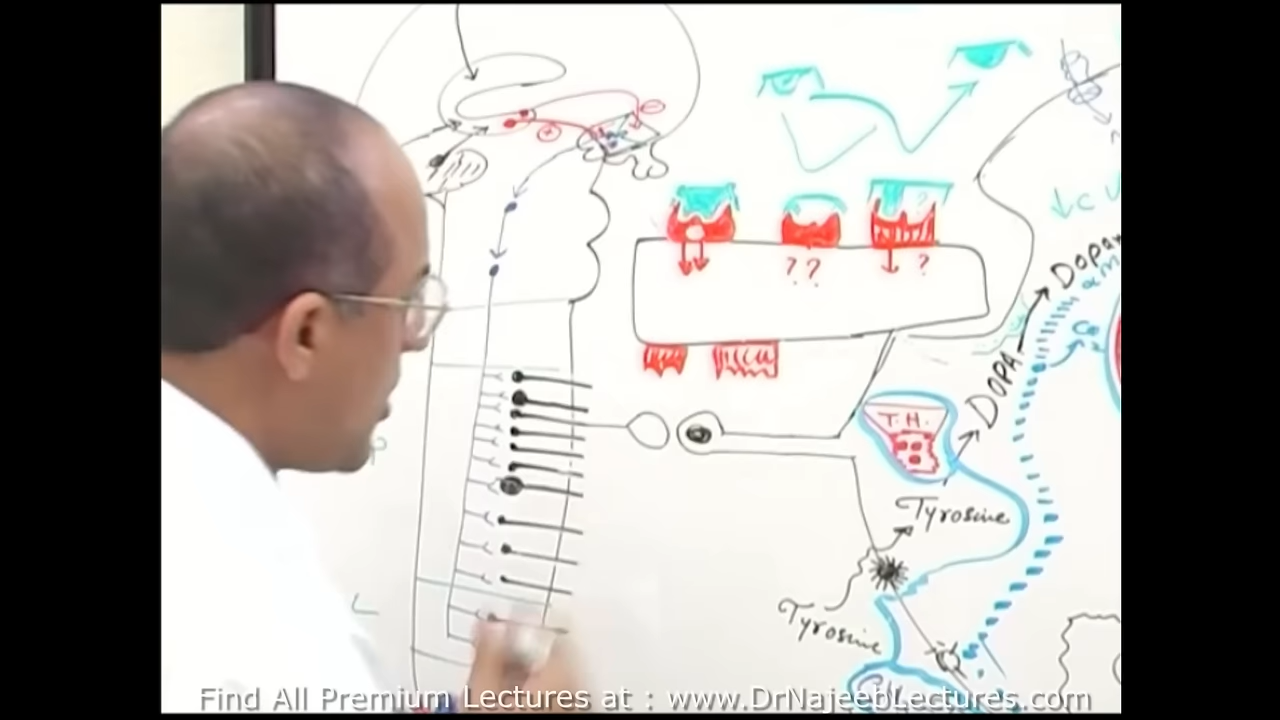 ↓C
Dopa
??
?
DOPA
T.H.
Tyrosine
Tyrosine
Find All Premium Lectures at : www.DrNajeebLectures.com